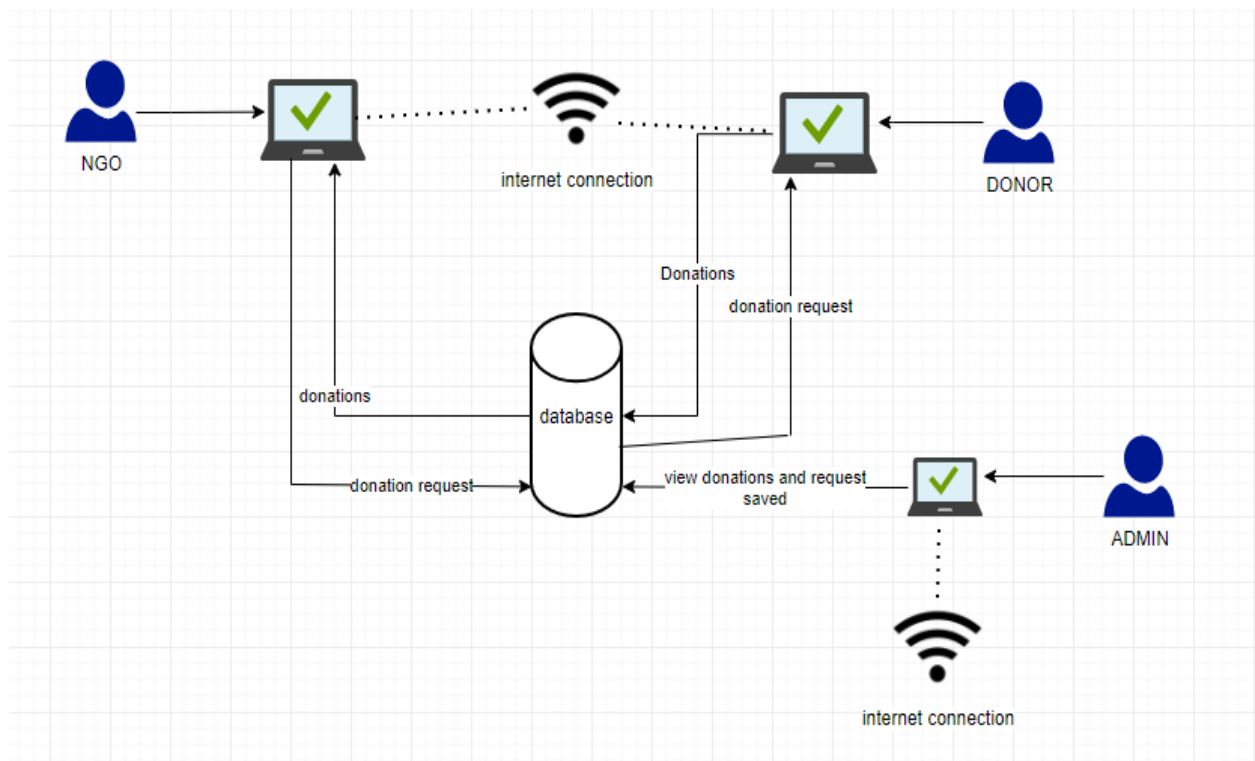 NGO
internet connection
DONOR
Donations
donation request
donations
database
donation request
view donations and request
saved
ADMIN
internet connection